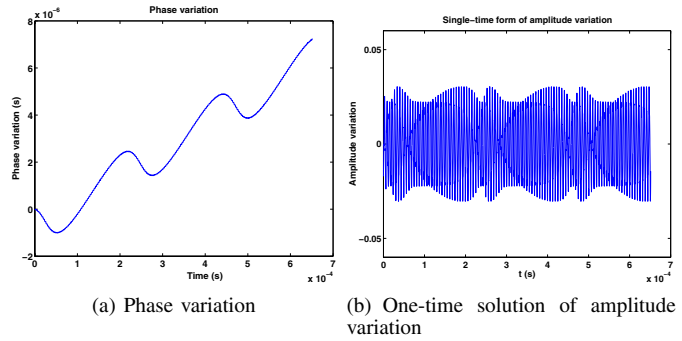 Phase variation
x 10⁻⁶
8
6
4
2
0
−2
Phase variation (s)
0 1 2 3 4 5 6 7
Time (s)
x 10⁻⁴
(a) Phase variation
Single−time form of amplitude variation
0.05
0
−0.05
Amplitude variation
0 1 2 3 4 5 6 7
t (s)
x 10⁻⁴
(b) One-time solution of amplitude
variation